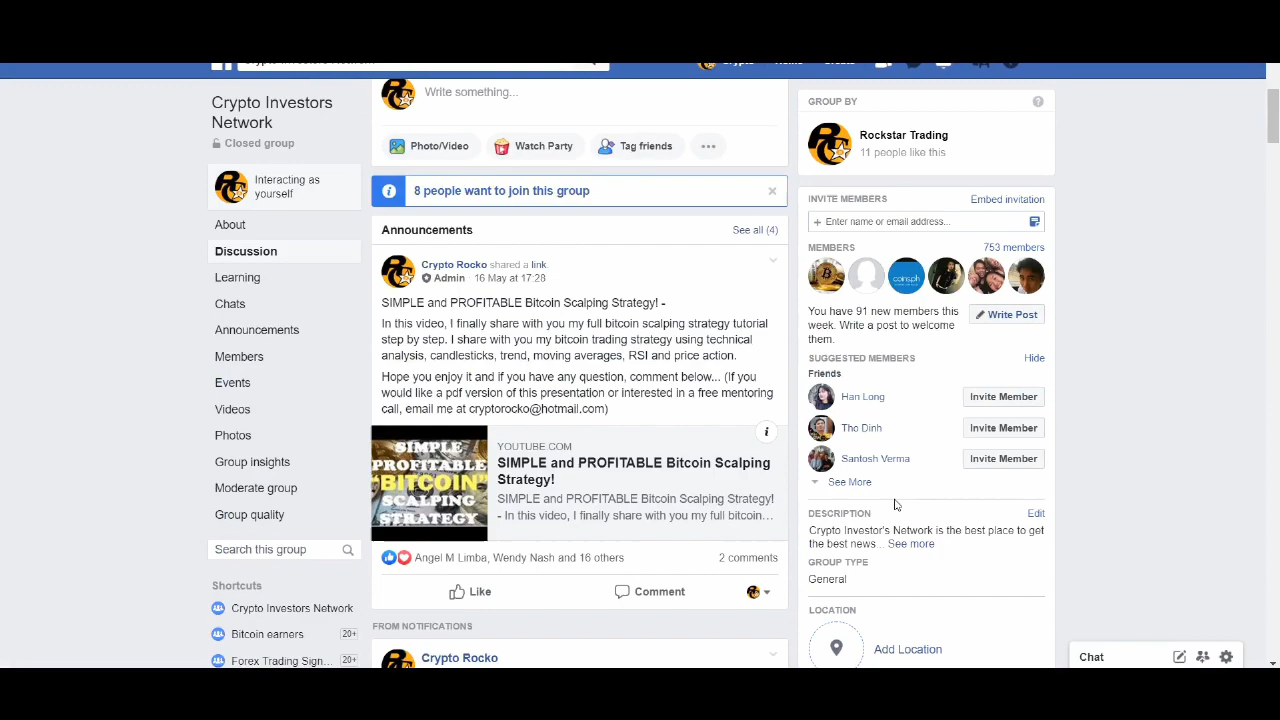 Crypto Investors
Network
Closed group
Interacting as
yourself
About
Discussion
Learning
Chats
Announcements
Members
Events
Videos
Photos
Group insights
Moderate group
Group quality
Search this group
Shortcuts
Crypto Investors Network
Bitcoin earners 20+
Forex Trading Sign... 20+
Write something...
Photo/Video Watch Party Tag friends
8 people want to join this group
Announcements See all (4)
Crypto Rocko shared a link.
Admin 16 May at 17:28
SIMPLE and PROFITABLE Bitcoin Scalping Strategy! -
In this video, I finally share with you my full bitcoin scalping strategy tutorial
step by step. I share with you my bitcoin trading strategy using technical
analysis, candlesticks, trend, moving averages, RSI and price action.
Hope you enjoy it and if you have any question, comment below... (If you
would like a pdf version of this presentation or interested in a free mentoring
call, email me at cryptorocko@hotmail.com)
SIMPLE
PROFITABLE
"BITCOIN"
SCALPING
STRATEGY
YOUTUBE.COM
SIMPLE and PROFITABLE Bitcoin Scalping
Strategy!
SIMPLE and PROFITABLE Bitcoin Scalping Strategy!
- In this video, I finally share with you my full bitcoin...
Angel M Limba, Wendy Nash and 16 others 2 comments
Like Comment
FROM NOTIFICATIONS
Crypto Rocko
GROUP BY
Rockstar Trading
11 people like this
INVITE MEMBERS Embed invitation
+ Enter name or email address...
MEMBERS 753 members
coinsph
You have 91 new members this
week. Write a post to welcome
them.
Write Post
SUGGESTED MEMBERS Hide
Friends
Han Long Invite Member
Tho Dinh Invite Member
Santosh Verma Invite Member
See More
DESCRIPTION Edit
Crypto Investor's Network is the best place to get
the best news... See more
GROUP TYPE
General
LOCATION
Add Location
Chat